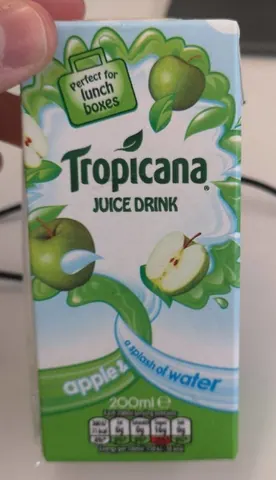 Perfect for
lunch
boxes
Tropicana®
JUICE DRINK
apple &
a splash of water
200ml ℮